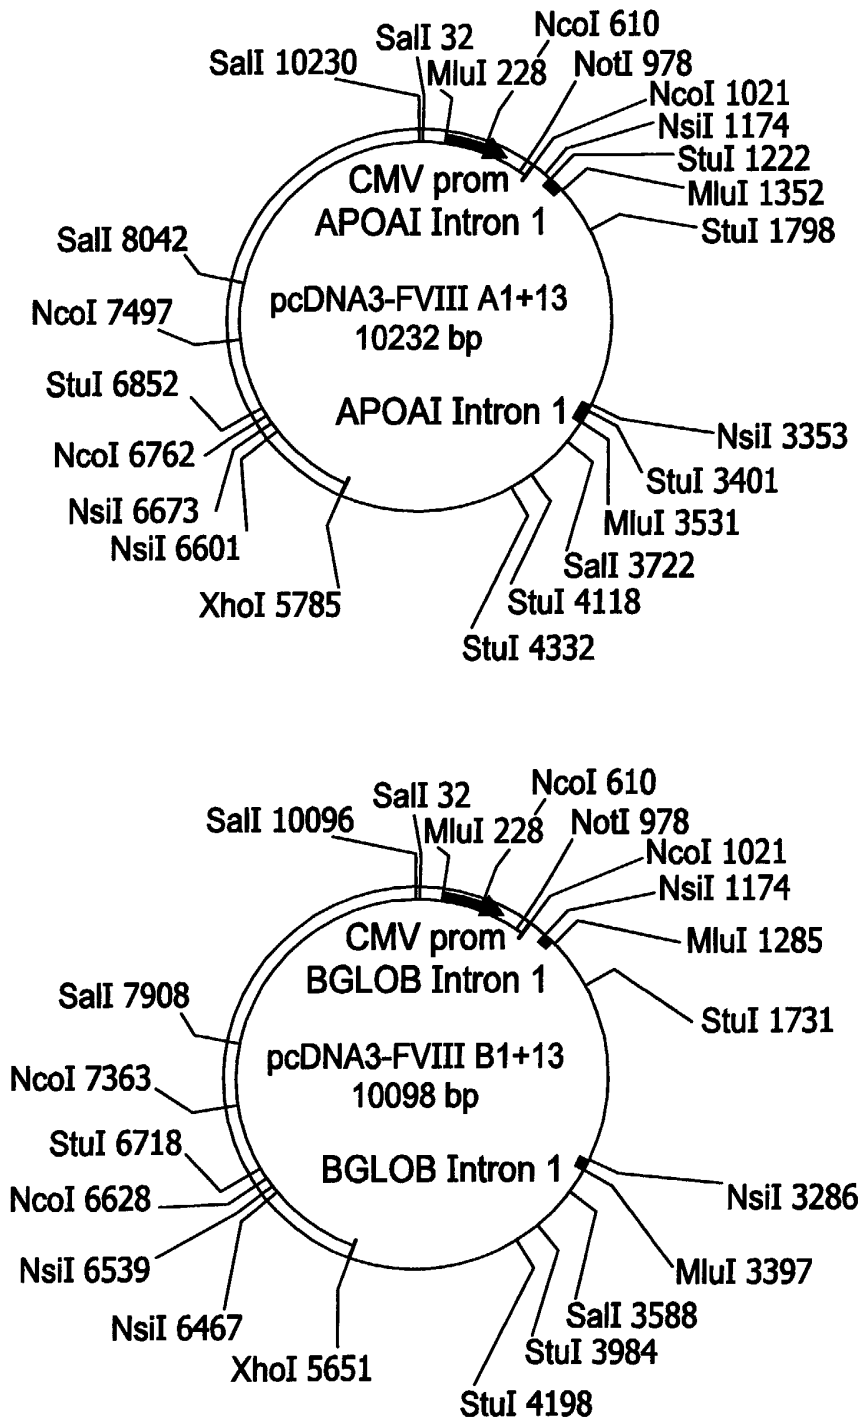 SalI 32
NcoI 610
SalI 10230
MluI 228
NotI 978
NcoI 1021
NsiI 1174
StuI 1222
MluI 1352
StuI 1798
CMV prom
APOAI Intron 1
SalI 8042
NcoI 7497
pcDNA3-FVIII A1+13
10232 bp
StuI 6852
APOAI Intron 1
NsiI 3353
NcoI 6762
StuI 3401
NsiI 6673
MluI 3531
NsiI 6601
SalI 3722
XhoI 5785
StuI 4118
StuI 4332
SalI 32
NcoI 610
SalI 10096
MluI 228
NotI 978
NcoI 1021
NsiI 1174
MluI 1285
CMV prom
BGLOB Intron 1
SalI 7908
StuI 1731
pcDNA3-FVIII B1+13
NcoI 7363
10098 bp
StuI 6718
BGLOB Intron 1
NcoI 6628
NsiI 3286
NsiI 6539
MluI 3397
NsiI 6467
SalI 3588
StuI 3984
XhoI 5651
StuI 4198